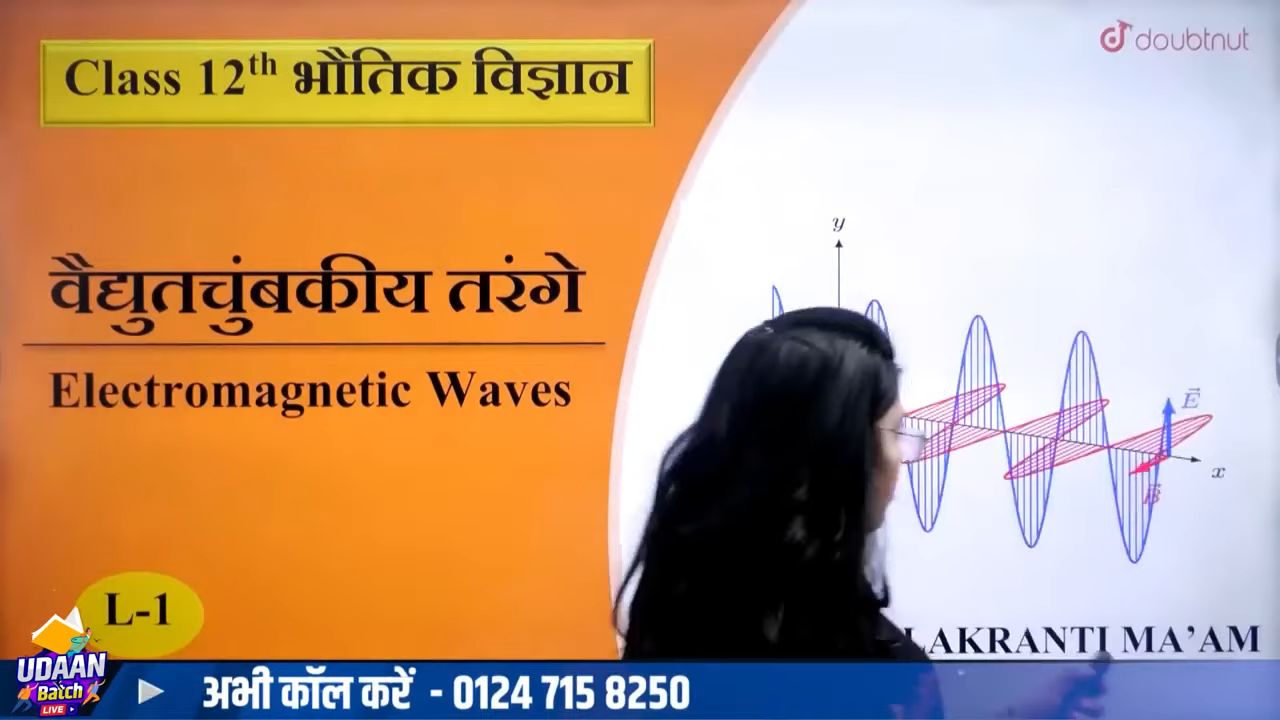 Class 12th भौतिक विज्ञान
doubtnut
वैद्युतचुंबकीय तरंगे
Electromagnetic Waves
y
E
x
B
L-1
MA'AM
UDAAN
Batch
LIVE
अभी कॉल करें - 0124 715 8250